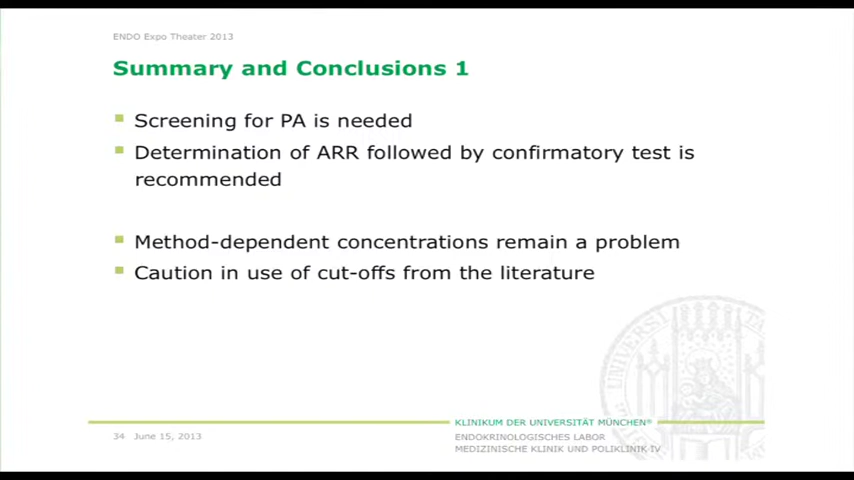 ENDO Expo Theater 2013
Summary and Conclusions 1
Screening for PA is needed
Determination of ARR followed by confirmatory test is
recommended
Method-dependent concentrations remain a problem
Caution in use of cut-offs from the literature
KLINIKUM DER UNIVERSITÄT MÜNCHEN®
34 June 15, 2013
ENDOKRINOLOGISCHES LABOR
MEDIZINISCHE KLINIK UND POLIKLINIK IV